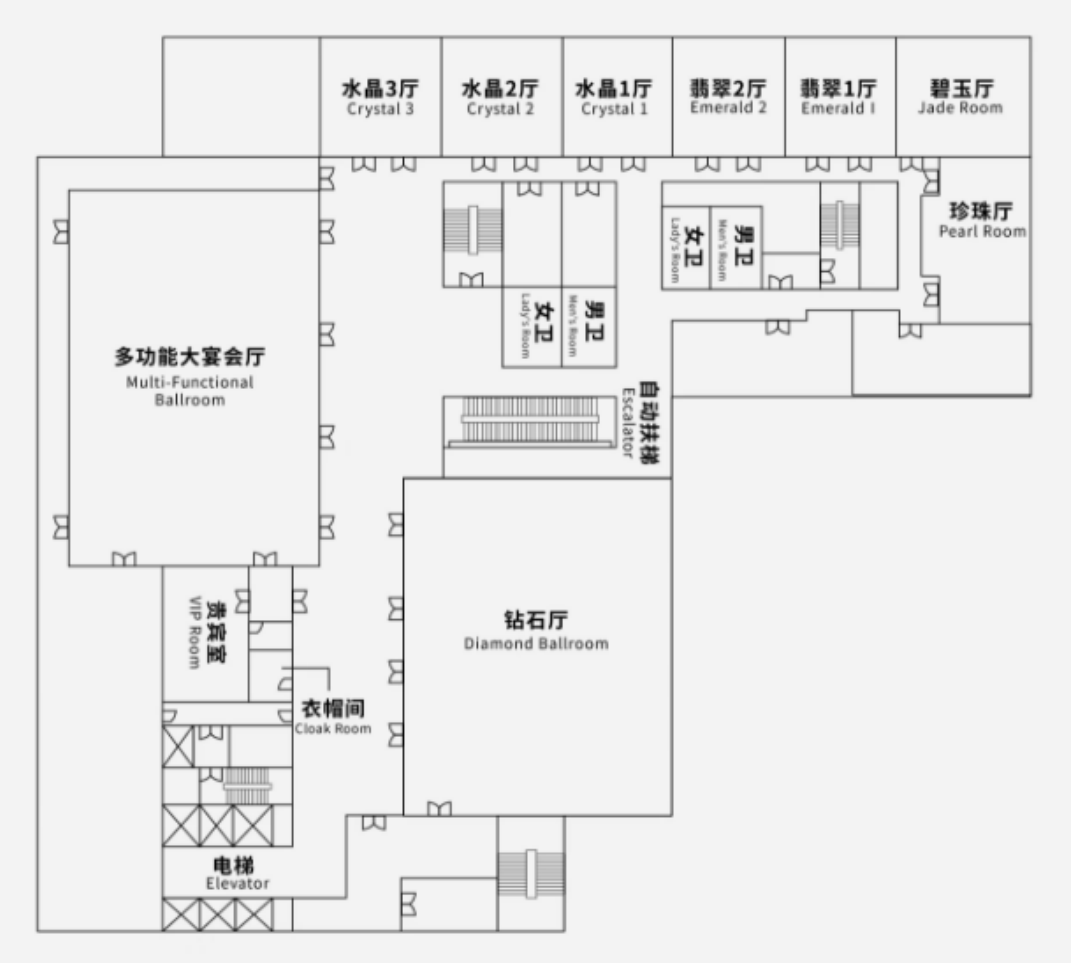 水晶3厅
Crystal 3
水晶2厅
Crystal 2
水晶1厅
Crystal 1
翡翠2厅
Emerald 2
翡翠1厅
Emerald I
碧玉厅
Jade Room
珍珠厅
Pearl Room
女卫
Lady's Room
男卫
Men's Room
女卫
Lady's Room
男卫
Men's Room
多功能大宴会厅
Multi-Functional
Ballroom
自动扶梯
Escalator
钻石厅
Diamond Ballroom
贵宾室
VIP Room
衣帽间
Cloak Room
电梯
Elevator